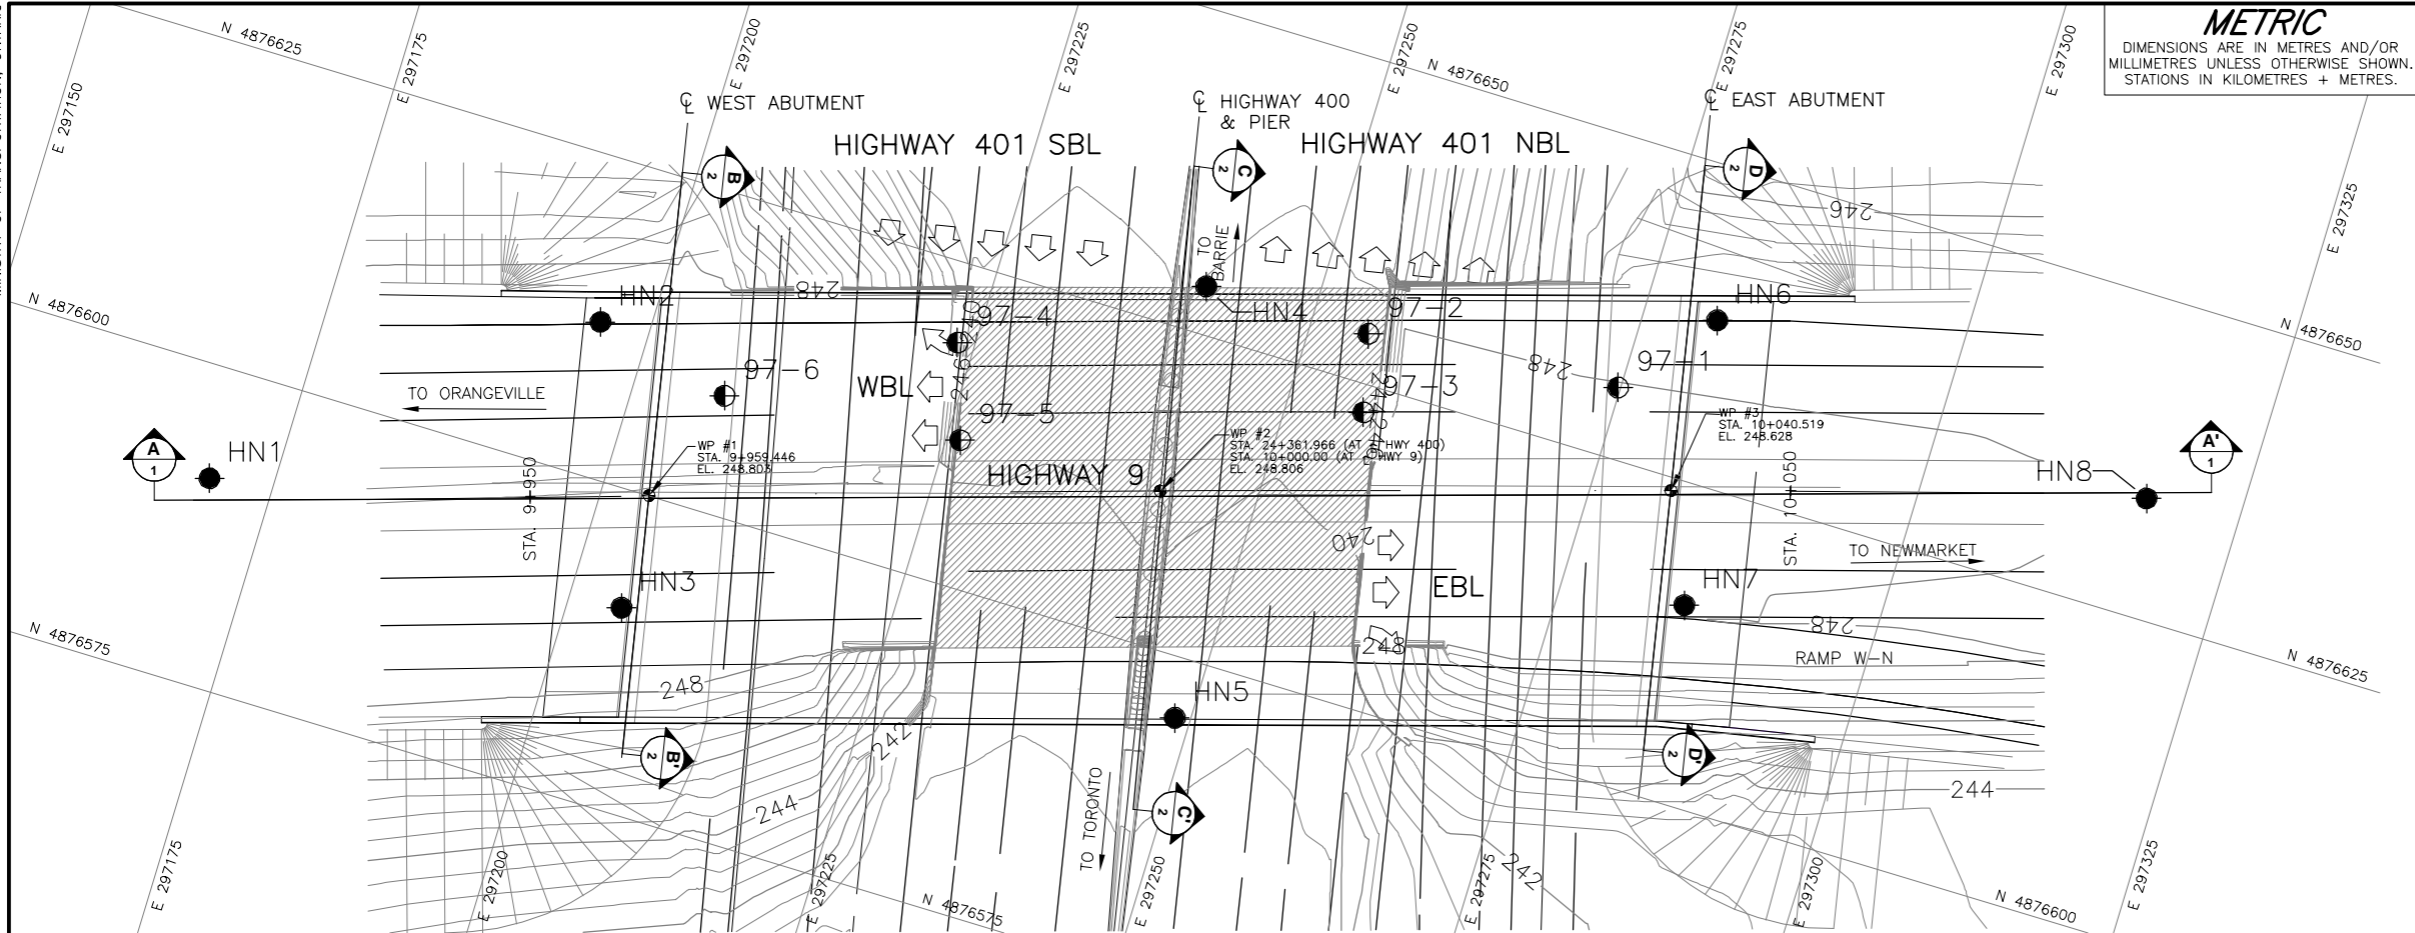 METRIC
DIMENSIONS ARE IN METRES AND/OR
MILLIMETRES UNLESS OTHERWISE SHOWN.
STATIONS IN KILOMETRES + METRES.
N 4876625
E 297150
E 297175
E 297200
E 297225
E 297250
N 4876650
E 297275
E 297300
E 297325
℄ WEST ABUTMENT
℄ HIGHWAY 400
& PIER
℄ EAST ABUTMENT
HIGHWAY 401 SBL
HIGHWAY 401 NBL
B
2
C
2
D
2
246
TO
BARRIE
248
N 4876600
HN2
HN4
HN6
97-4
97-2
240
246
N 4876650
97-6
WBL
97-3
248
97-1
242
TO ORANGEVILLE
97-5
A
1
HN1
WP #1
STA. 9+959.446
EL. 248.803
WP #2
STA. 24+361.966 (AT ℄ HWY 400)
STA. 10+000.00 (AT ℄ HWY 9)
EL. 248.806
WP #3
STA. 10+040.519
EL. 248.628
A'
1
HIGHWAY 9
HN8
STA. 9+950
STA. 10+050
240
TO NEWMARKET
HN3
EBL
HN7
N 4876575
248
248
RAMP W-N
N 4876625
248
HN5
242
B'
2
D'
2
TO TORONTO
C'
2
244
244
242
E 297175
E 297200
E 297225
N 4876575
E 297250
E 297275
E 297300
N 4876600
E 297325